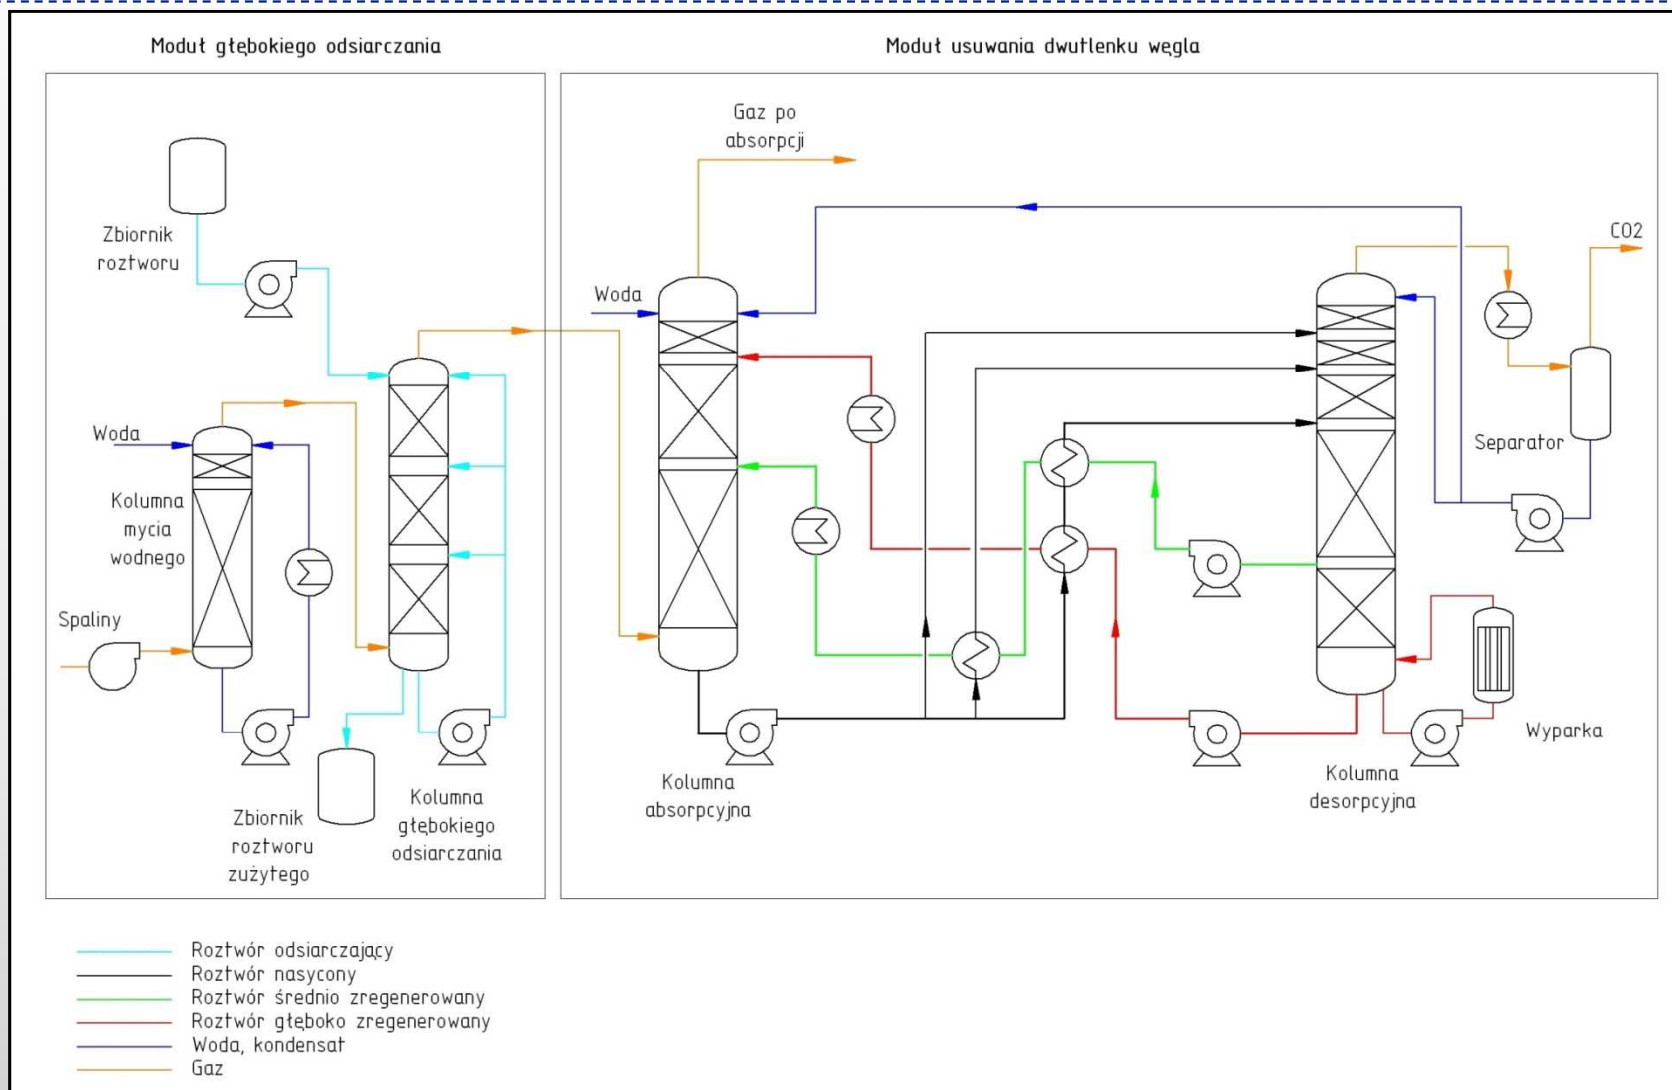 Moduł głębokiego odsiarczania
Moduł usuwania dwutlenku węgla
Zbiornik
roztworu
Woda
Kolumna
mycia
wodnego
Spaliny
Zbiornik
roztworu
zużytego
Kolumna
głębokiego
odsiarczania
Gaz po
absorpcji
Woda
CO2
Separator
Wyparka
Kolumna
absorpcyjna
Kolumna
desorpcyjna
Roztwór odsiarczający
Roztwór nasycony
Roztwór średnio zregenerowany
Roztwór głęboko zregenerowany
Woda, kondensat
Gaz